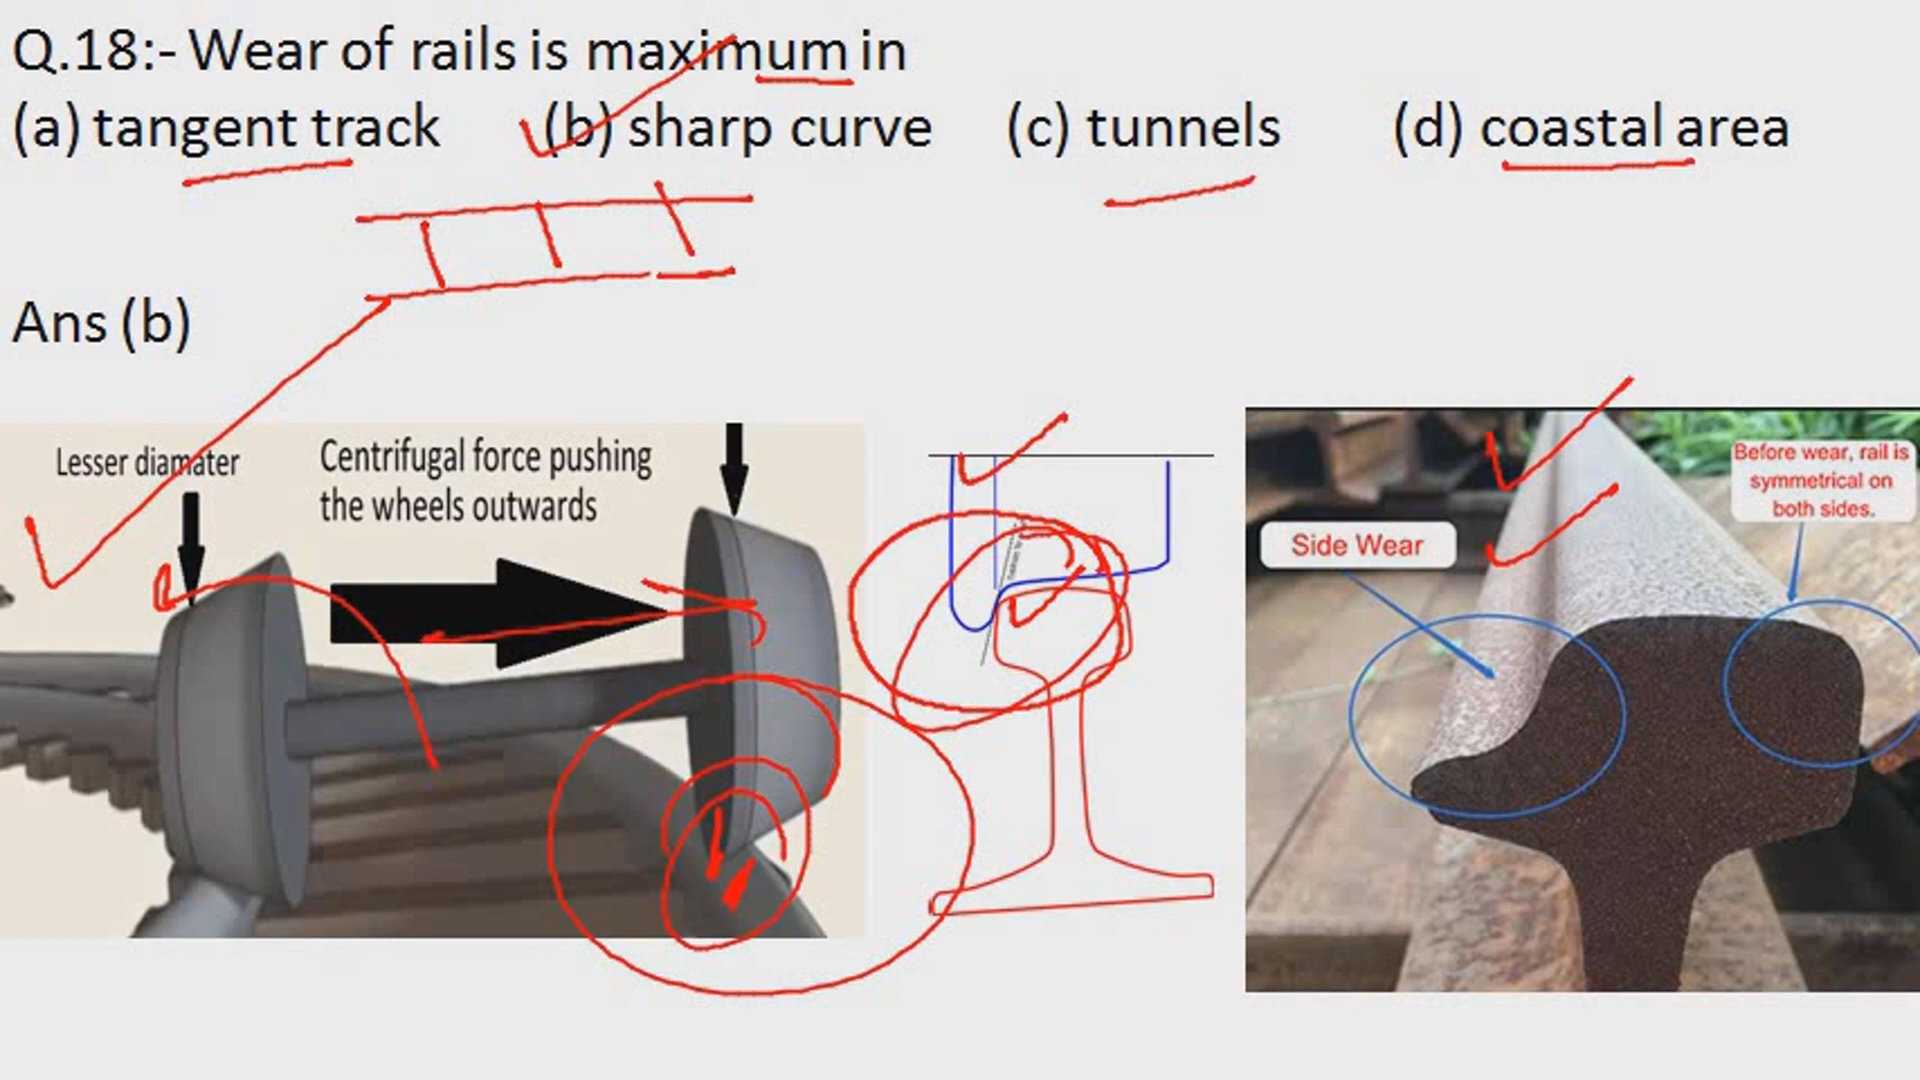 Q.18:- Wear of rails is maximum in
(a) tangent track (b) sharp curve (c) tunnels (d) coastal area
Ans (b)
Lesser diamater
Centrifugal force pushing
the wheels outwards
Side Wear
Before wear, rail is
symmetrical on
both sides.